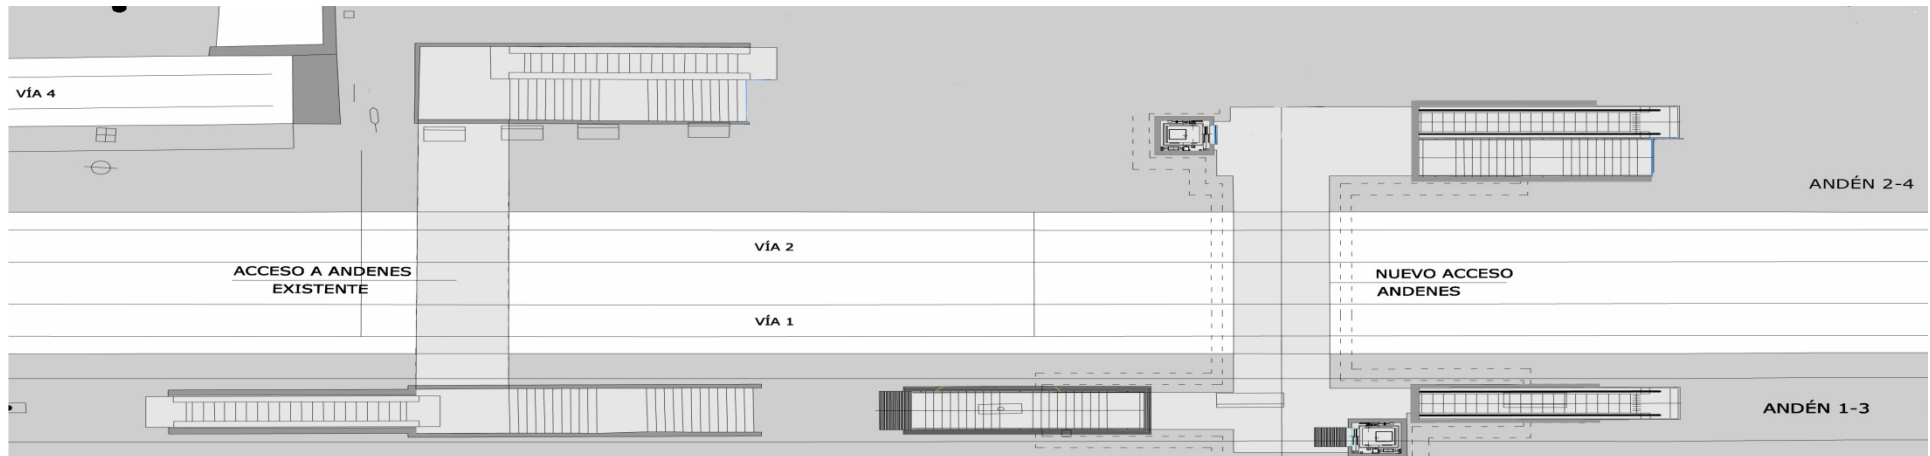 VÍA 4
ANDÉN 2-4
VÍA 2
ACCESO A ANDENES
EXISTENTE
NUEVO ACCESO
ANDENES
VÍA 1
ANDÉN 1-3